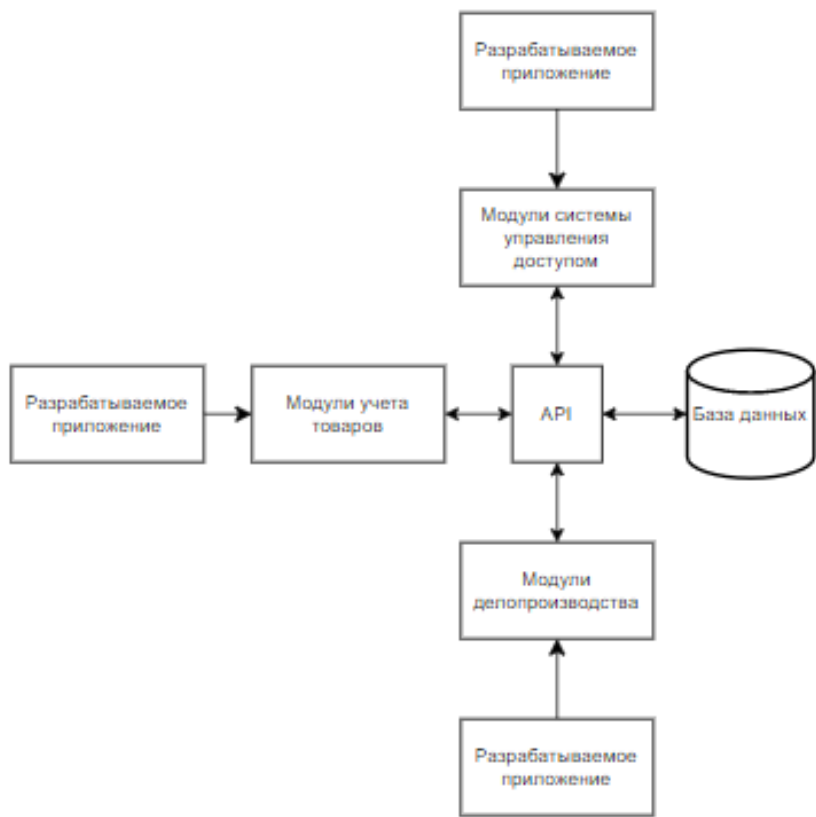 Разрабатываемое
приложение
Модули системы
управления
доступом
Разрабатываемое
приложение
Модули учета
товаров
API
База данных
Модули
делопроизводства
Разрабатываемое
приложение